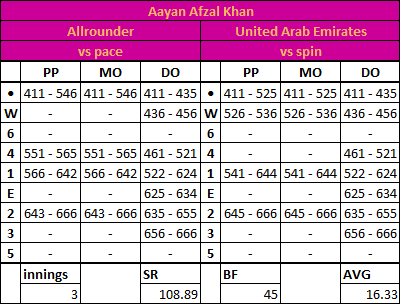 Aayan Afzal Khan
Allrounder United Arab Emirates
vs pace vs spin
PP MO DO PP MO DO
• 411 - 546 411 - 546 411 - 435 • 411 - 525 411 - 525 411 - 435
W - - 436 - 456 W 526 - 536 526 - 536 436 - 456
6 - - - 6 - - -
4 551 - 565 551 - 565 461 - 521 4 - - 461 - 521
1 566 - 642 566 - 642 522 - 624 1 541 - 644 541 - 644 522 - 624
E - - 625 - 634 E - - 625 - 634
2 643 - 666 643 - 666 635 - 655 2 645 - 666 645 - 666 635 - 655
3 - - 656 - 666 3 - - 656 - 666
5 - - - 5 - - -
innings SR BF AVG
3 108.89 45 16.33